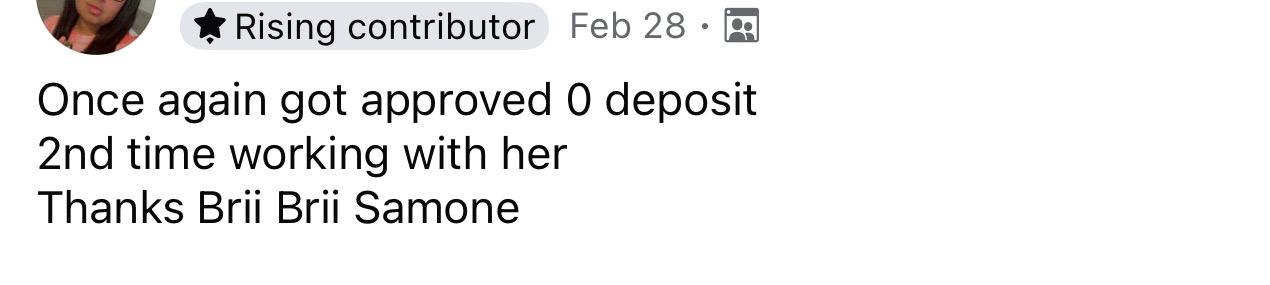 Rising contributor Feb 28 ·
Once again got approved 0 deposit
2nd time working with her
Thanks Brii Brii Samone